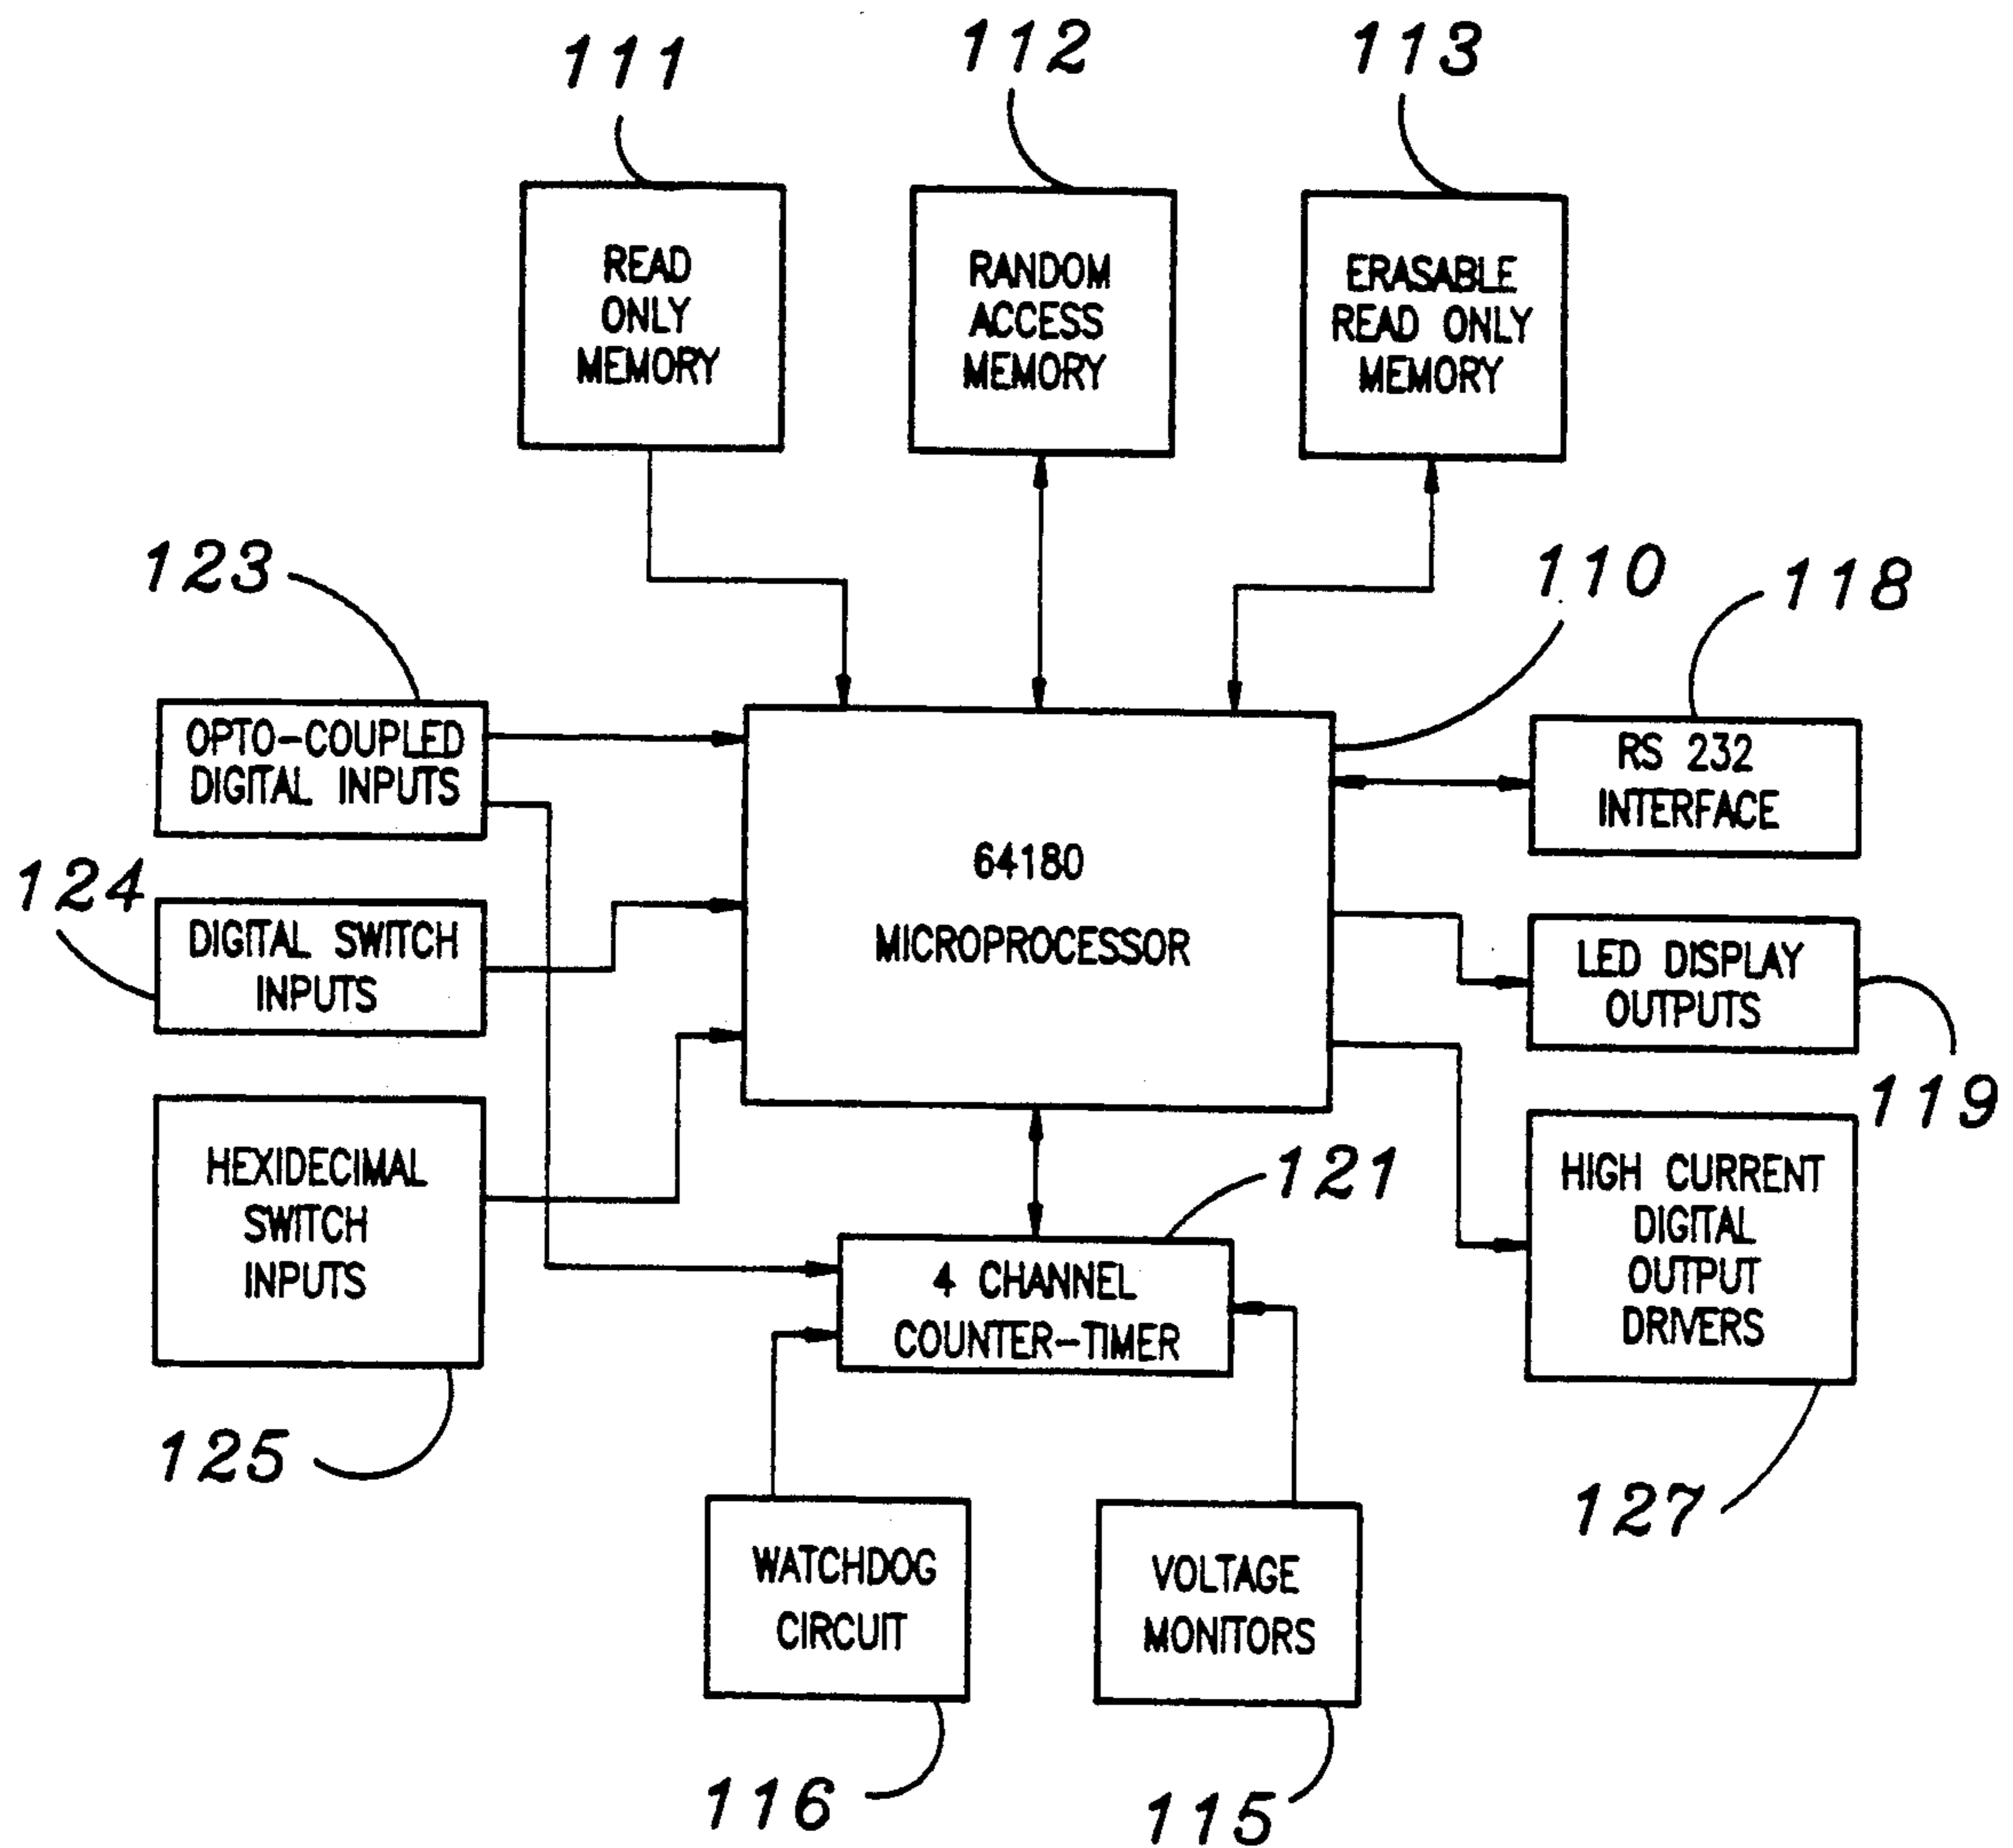 111
112
113
READ
ONLY
MEMORY
RANDOM
ACCESS
MEMORY
ERASABLE
READ ONLY
MEMORY
123
110
118
OPTO-COUPLED
DIGITAL INPUTS
64180
MICROPROCESSOR
RS 232
INTERFACE
124
DIGITAL SWITCH
INPUTS
LED DISPLAY
OUTPUTS
119
HEXIDECIMAL
SWITCH
INPUTS
121
4 CHANNEL
COUNTER-TIMER
HIGH CURRENT
DIGITAL
OUTPUT
DRIVERS
125
127
WATCHDOG
CIRCUIT
VOLTAGE
MONITORS
116
115